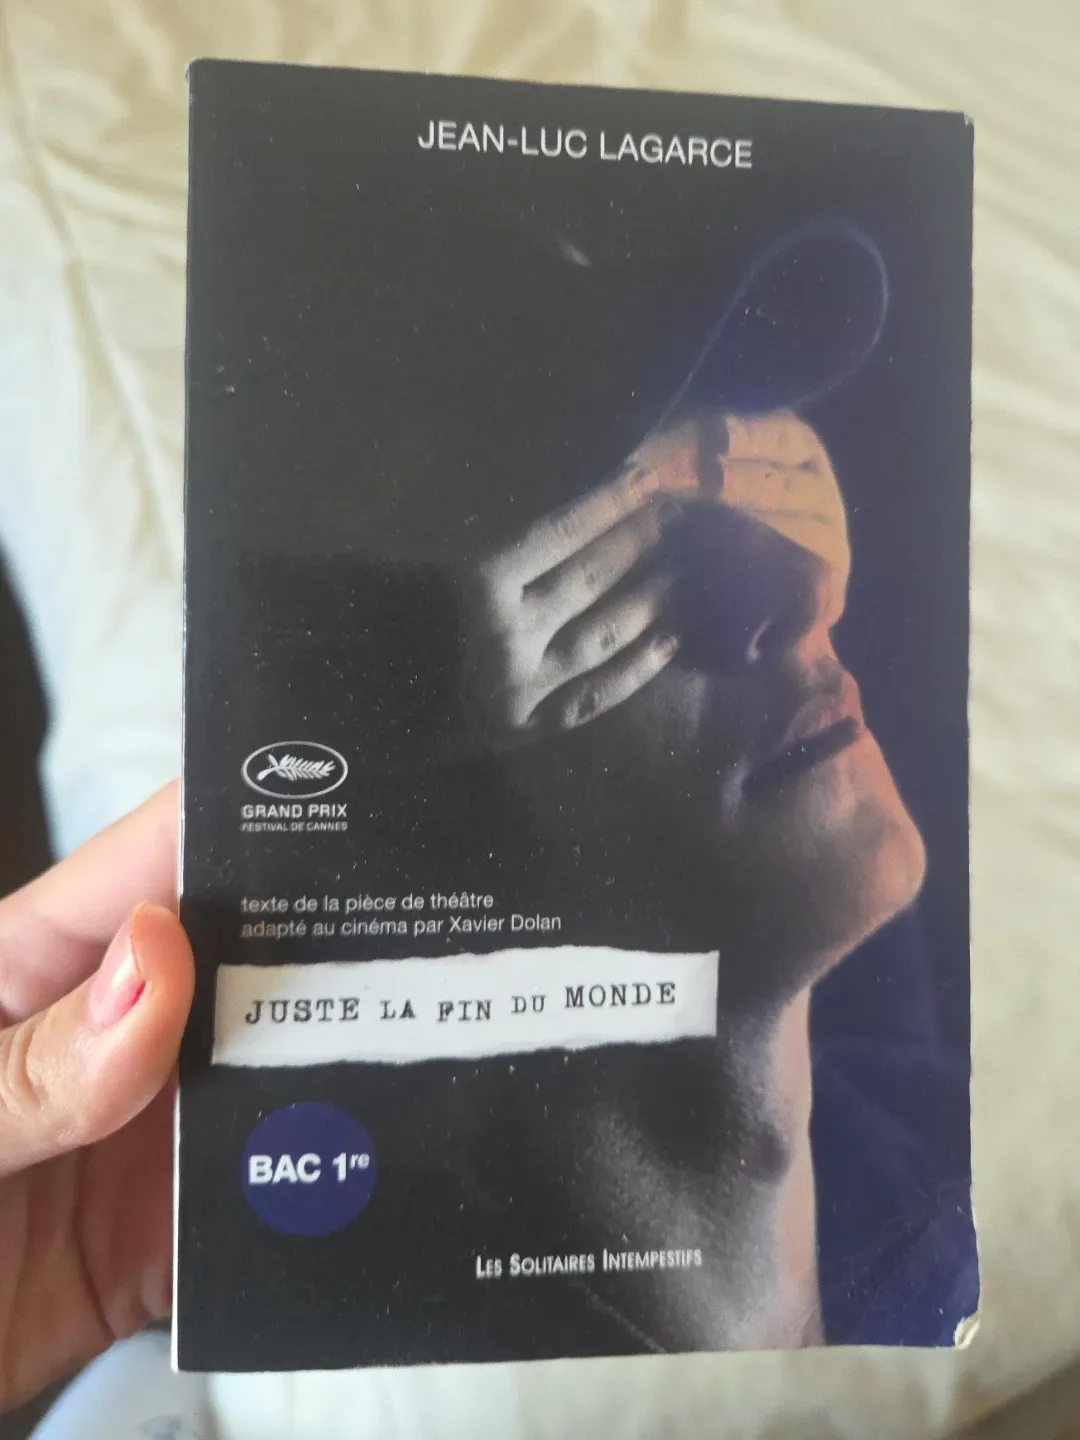 JEAN-LUC LAGARCE
GRAND PRIX
FESTIVAL DE CANNES
texte de la pièce de théâtre
adapté au cinéma par Xavier Dolan
JUSTE LA FIN DU MONDE
BAC 1re
LES SOLITAIRES INTEMPESTIFS